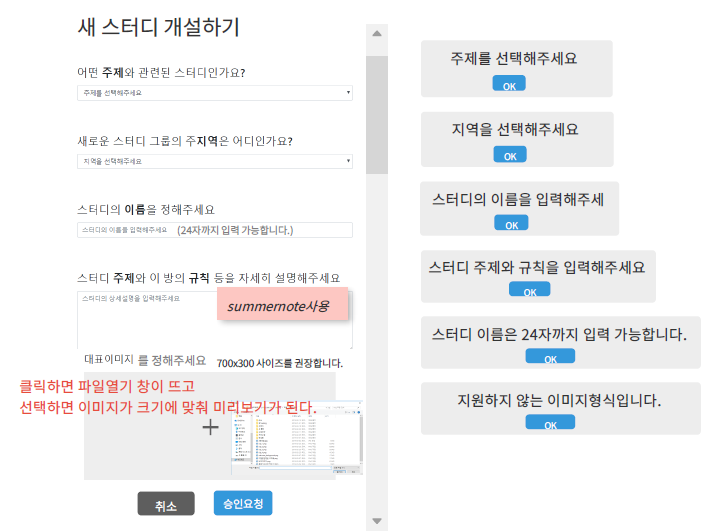 새 스터디 개설하기
어떤 주제와 관련된 스터디인가요?
주제를 선택해주세요
새로운 스터디 그룹의 주지역은 어디인가요?
지역을 선택해주세요
스터디의 이름을 정해주세요
스터디의 이름을 입력해주세요 (24자까지 입력 가능합니다.)
스터디 주제와 이 방의 규칙 등을 자세히 설명해주세요
스터디의 상세설명을 입력해주세요
summernote사용
대표이미지 를 정해주세요 700x300 사이즈를 권장합니다.
클릭하면 파일열기 창이 뜨고
선택하면 이미지가 크기에 맞춰 미리보기가 된다.
취소 승인요청
주제를 선택해주세요
OK
지역을 선택해주세요
OK
스터디의 이름을 입력해주세
OK
스터디 주제와 규칙을 입력해주세요
OK
스터디 이름은 24자까지 입력 가능합니다.
OK
지원하지 않는 이미지형식입니다.
OK